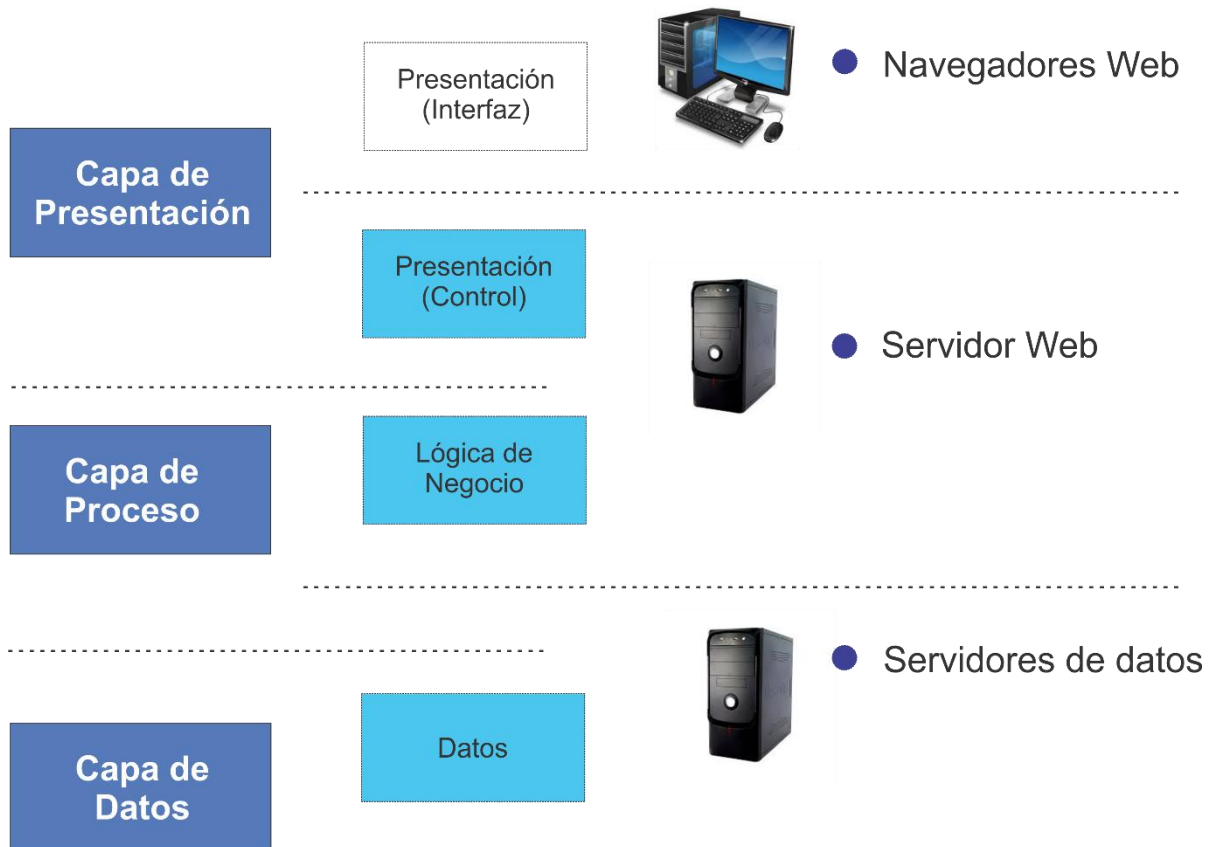 Presentación
(Interfaz)
Navegadores Web
Capa de
Presentación
Presentación
(Control)
Servidor Web
Capa de
Proceso
Lógica de
Negocio
Servidores de datos
Capa de
Datos
Datos